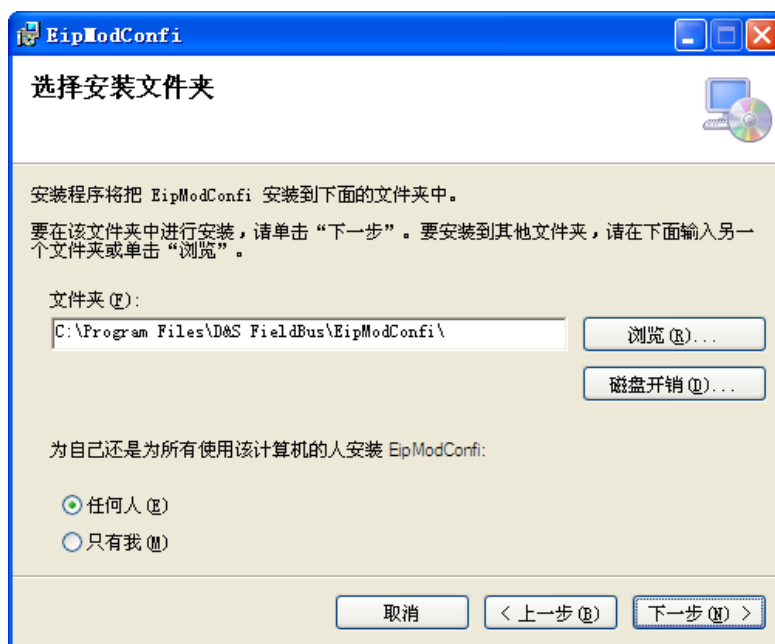 EipModConfi
选择安装文件夹
安装程序将把 EipModConfi 安装到下面的文件夹中。
要在该文件夹中进行安装，请单击“下一步”。要安装到其他文件夹，请在下面输入另一
个文件夹或单击“浏览”。
文件夹(F):
C:\Program Files\D&S FieldBus\EipModConfi\
浏览(R)...
磁盘开销(D)...
为自己还是为所有使用该计算机的人安装 EipModConfi:
任何人(E)
只有我(M)
取消
< 上一步(B)
下一步(N) >